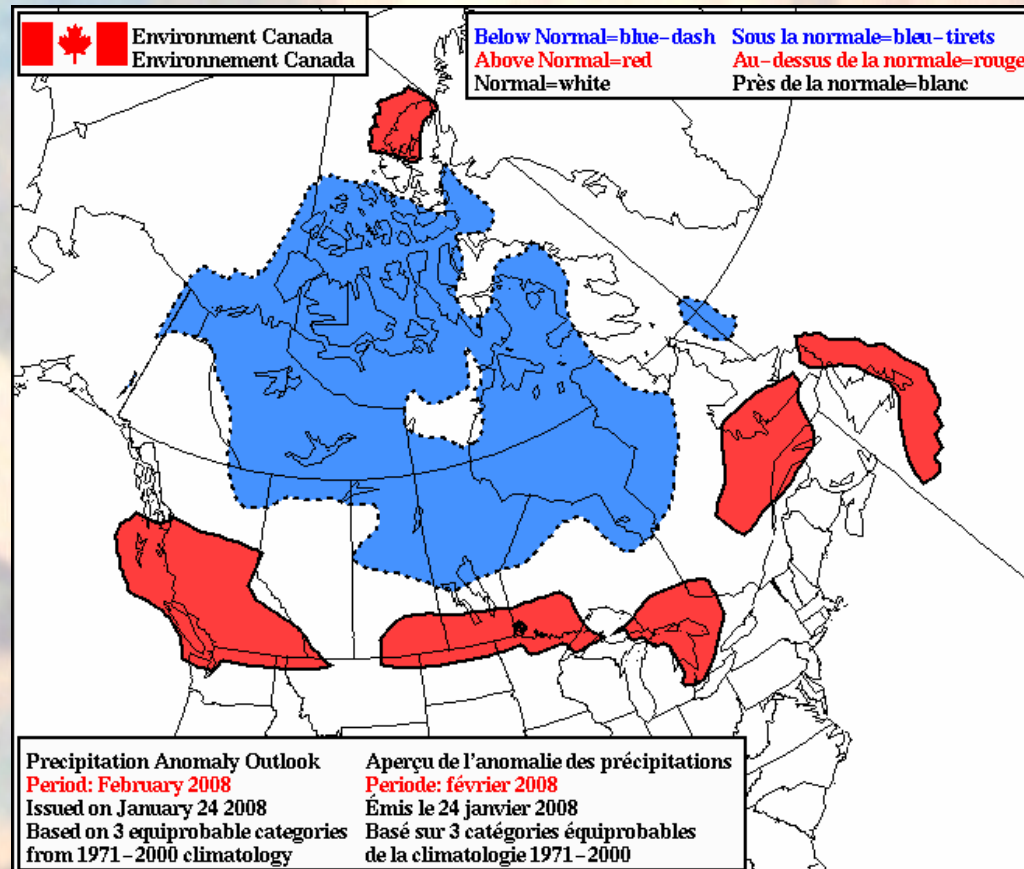 Environment Canada
Environnement Canada
Below Normal=blue-dash
Above Normal=red
Normal=white
Sous la normale=bleu-tirets
Au-dessus de la normale=rouge
Près de la normale=blanc
Precipitation Anomaly Outlook
Period: February 2008
Issued on January 24 2008
Based on 3 equiprobable categories
from 1971-2000 climatology
Aperçu de l'anomalie des précipitations
Periode: février 2008
Émis le 24 janvier 2008
Basé sur 3 catégories équiprobables
de la climatologie 1971-2000